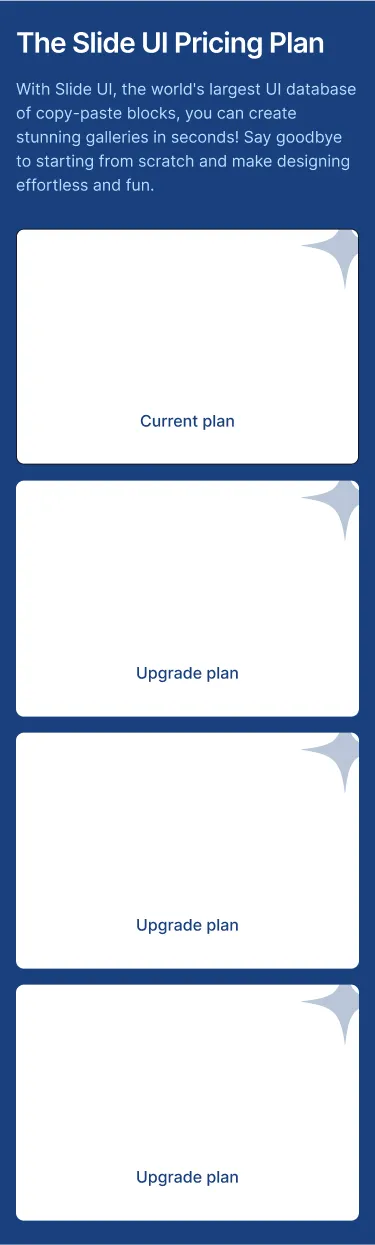 The Slide UI Pricing Plan
With Slide UI, the world's largest UI database
of copy-paste blocks, you can create
stunning galleries in seconds! Say goodbye
to starting from scratch and make designing
effortless and fun.
Current plan
Upgrade plan
Upgrade plan
Upgrade plan